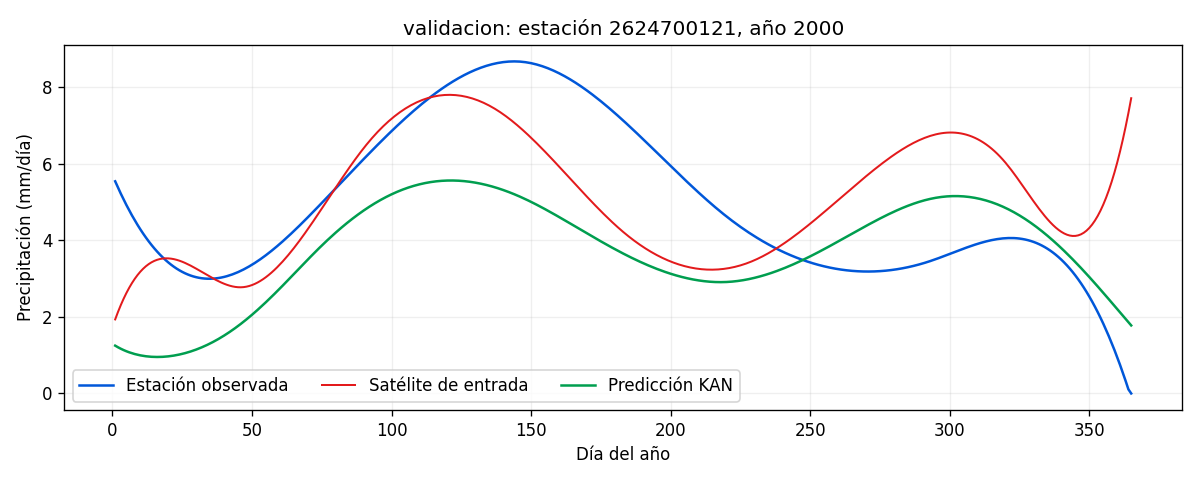 validacion: estación 2624700121, año 2000
Precipitación (mm/día)
8
6
4
2
0
Estación observada Satélite de entrada Predicción KAN
0 50 100 150 200 250 300 350
Día del año